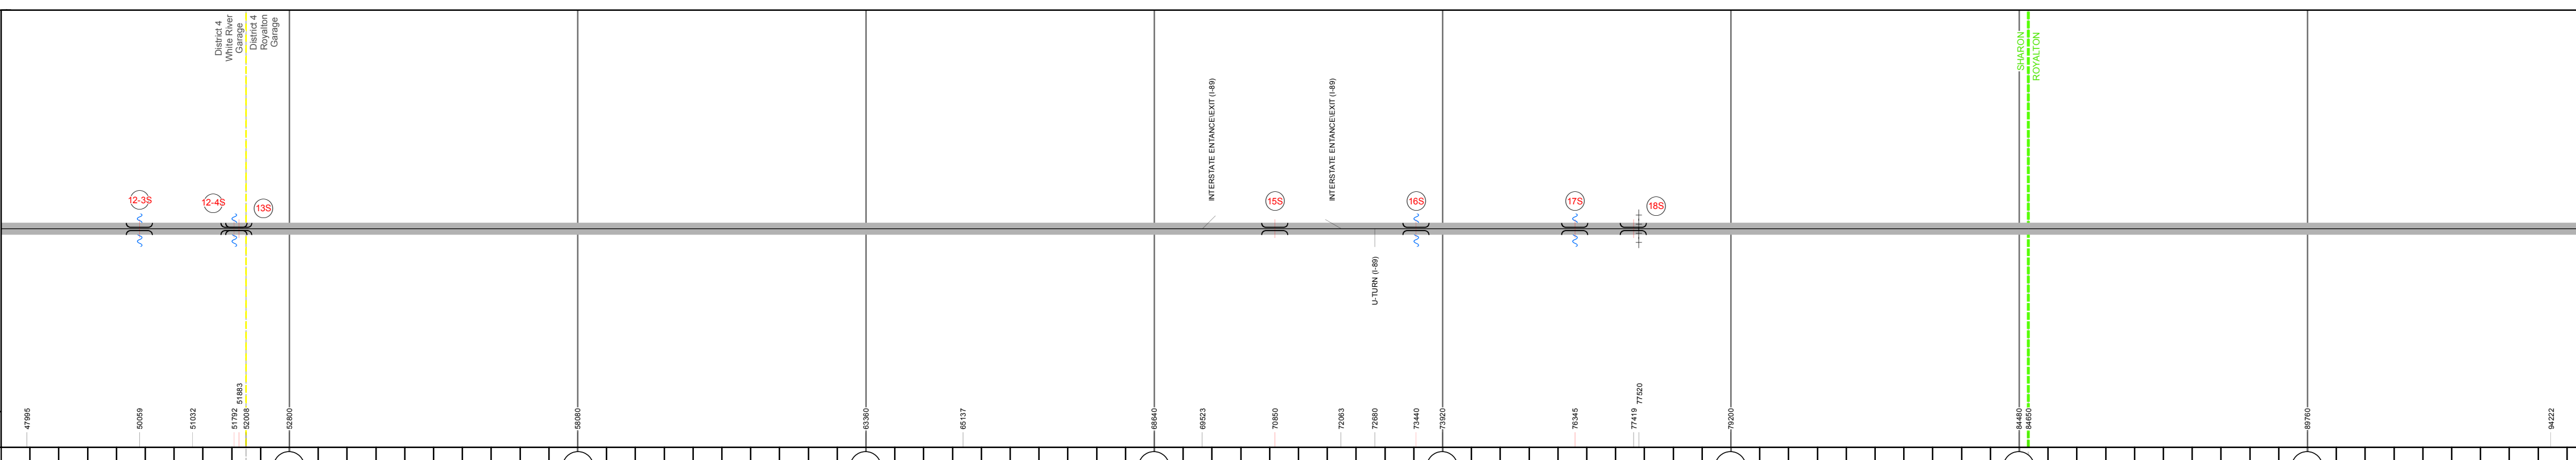 District 4
White River
Garage
District 4
Royalton
Garage
SHARON
ROYALTON
INTERSTATE ENTANCE\EXIT (I-89)
INTERSTATE ENTANCE\EXIT (I-89)
12-3S
12-4S
13S
15S
16S
17S
18S
U-TURN (I-89)
47995
50059
51032
51792
51883
52008
52800
58080
63360
65137
68640
69523
70850
72063
72680
73440
73920
76345
77419
77520
79200
84480
84650
89760
94222